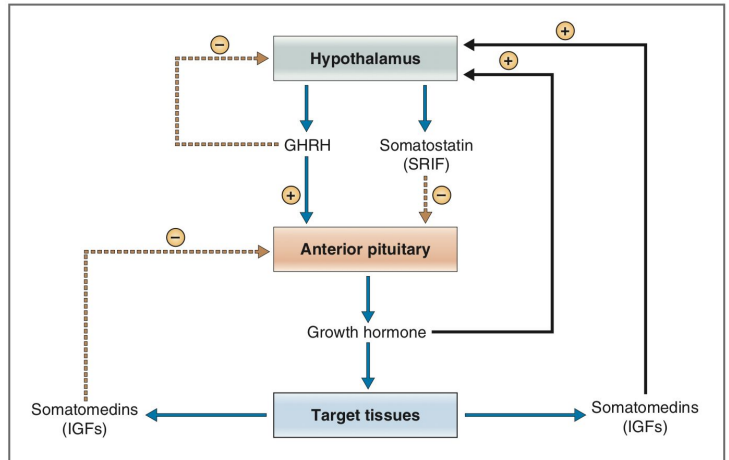 −
+
Hypothalamus
+
GHRH
Somatostatin
(SRIF)
+
−
−
Anterior pituitary
Growth hormone
Somatomedins
(IGFs)
Target tissues
Somatomedins
(IGFs)